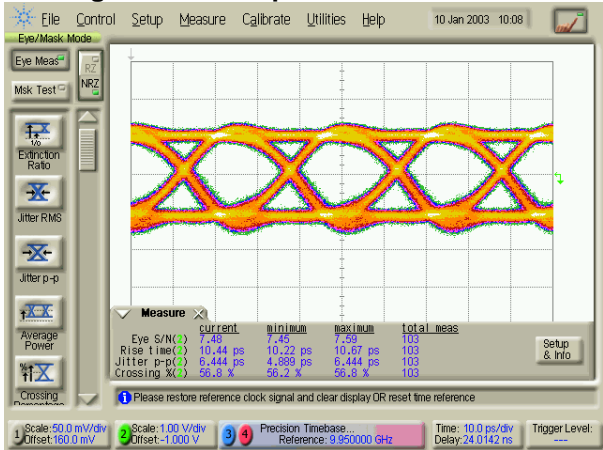 File Control Setup Measure Calibrate Utilities Help 10 Jan 2003 10:08
Eye/Mask Mode
Eye Meas
RZ
NRZ
Msk Test
1/0
Extinction
Ratio
Jitter RMS
Jitter p-p
Average
Power
Crossing
Measure
current minimum maximum total meas
Eye S/N(2) 7.48 7.45 7.59 103
Rise time(2) 10.44 ps 10.22 ps 10.67 ps 103
Jitter p-p(2) 6.444 ps 4.889 ps 6.444 ps 103
Crossing %(2) 56.8 % 56.2 % 56.8 % 103
Setup
& Info
Please restore reference clock signal and clear display OR reset time reference
1 Scale:50.0 mV/div
Offset:160.0 mV
2 Scale:1.00 V/div
Offset:-1.000 V
3 4 Precision Timebase...
Reference: 9.950000 GHz
Time: 10.0 ps/div
Delay:24.0142 ns
Trigger Level:
---